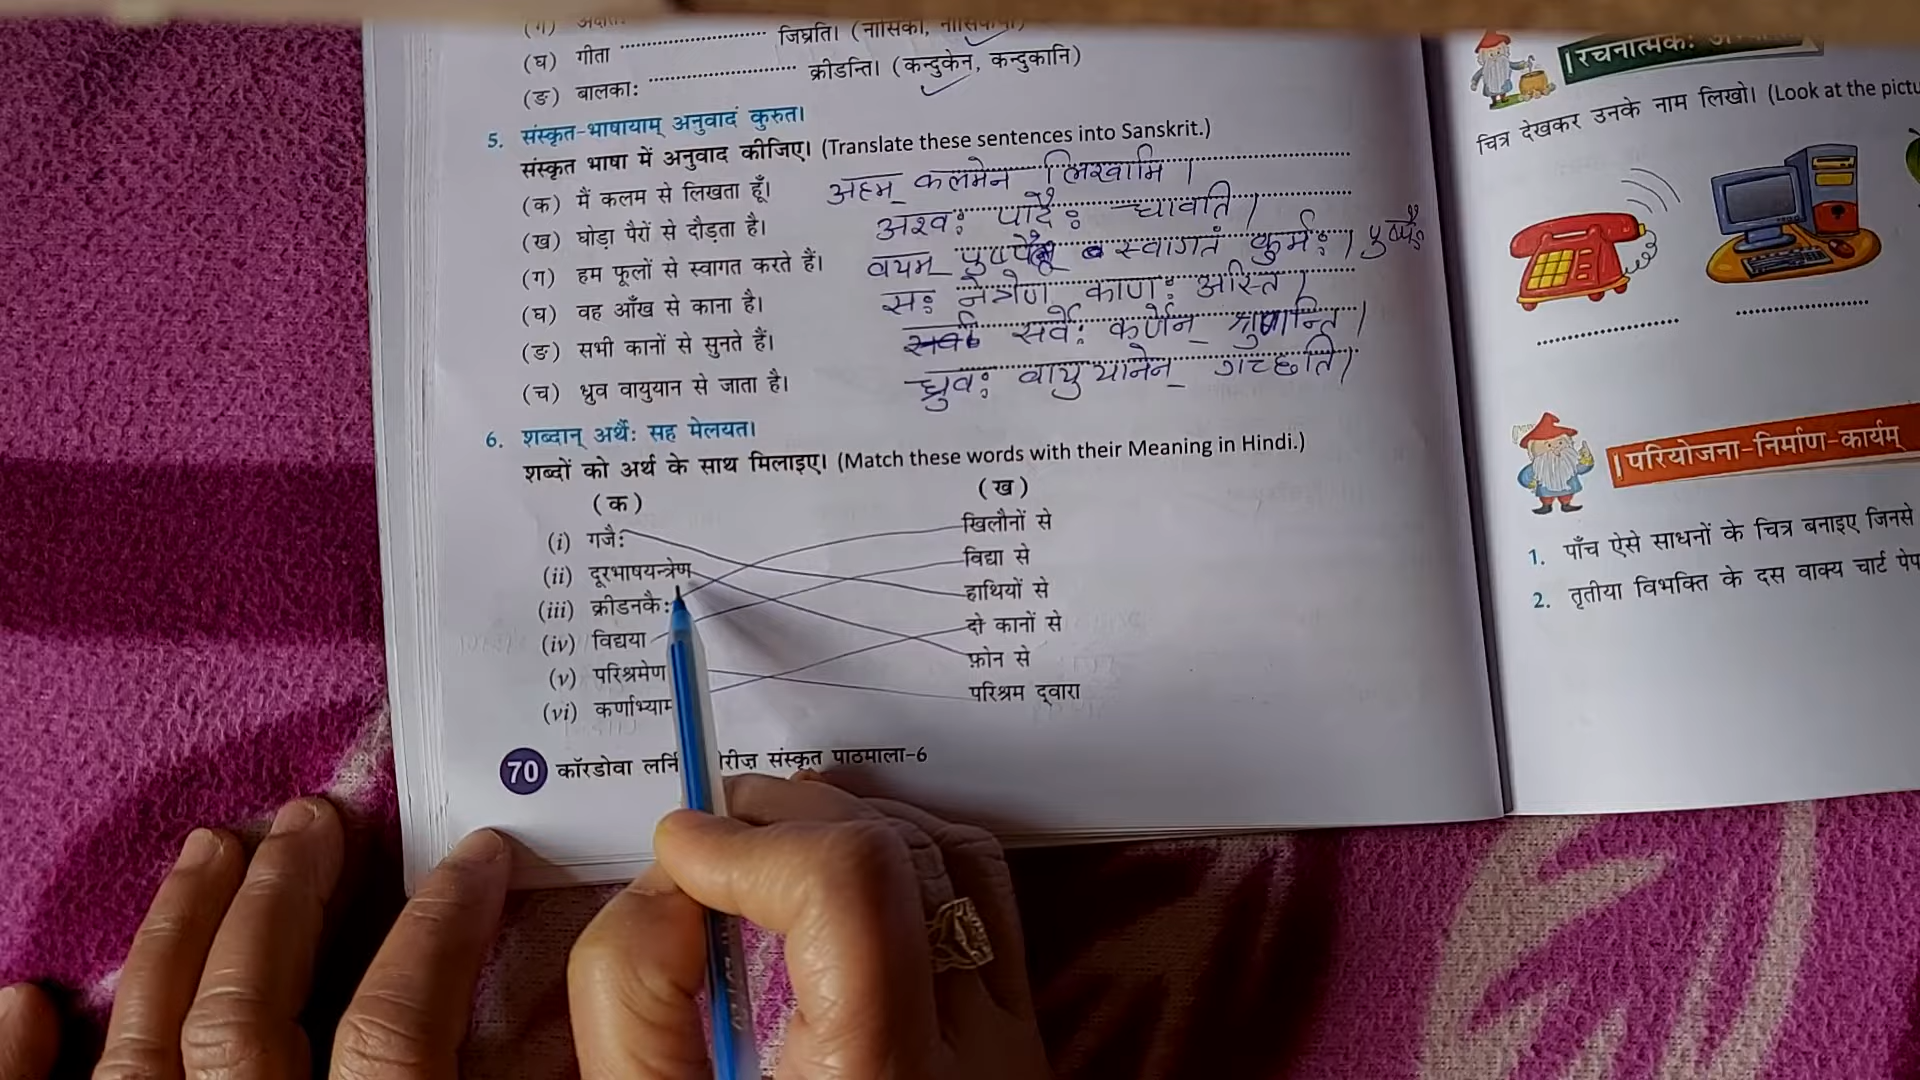 (घ) गीता .......................... जिघ्रति। (नासिका,
(ङ) बालकाः .......................... क्रीडन्ति। (कन्दुकेन, कन्दुकानि)
5. संस्कृत-भाषायाम् अनुवादं कुरुत।
संस्कृत भाषा में अनुवाद कीजिए। (Translate these sentences into Sanskrit.)
(क) मैं कलम से लिखता हूँ। अहम् कलमेन लिखामि।
(ख) घोड़ा पैरों से दौड़ता है। अश्वः पादैः धावति।
(ग) हम फूलों से स्वागत करते हैं। वयम् स्वागतं कुर्मः। पुष्पैः
(घ) वह आँख से काना है। सः नेत्रेण काणः अस्ति।
(ङ) सभी कानों से सुनते हैं। सर्वेः कर्णेन
(च) ध्रुव वायुयान से जाता है। ध्रुवः वायुयानेन गच्छति।
6. शब्दान् अर्थैः सह मेलयत।
शब्दों को अर्थ के साथ मिलाइए। (Match these words with their Meaning in Hindi.)
(क) (ख)
(i) गजैः खिलौनों से
(ii) दूरभाषयन्त्रेण विद्या से
(iii) क्रीडनकैः हाथियों से
(iv) विद्यया दो कानों से
(v) परिश्रमेण फ़ोन से
(vi) कर्णाभ्याम परिश्रम द्वारा
70 कॉरडोवा संस्कृत पाठमाला-6
रचनात्मकः
चित्र देखकर उनके नाम लिखो। (Look at the
परियोजना-निर्माण-कार्यम्
1. पाँच ऐसे साधनों के चित्र बनाइए जिनसे
2. तृतीया विभक्ति के दस वाक्य चार्ट